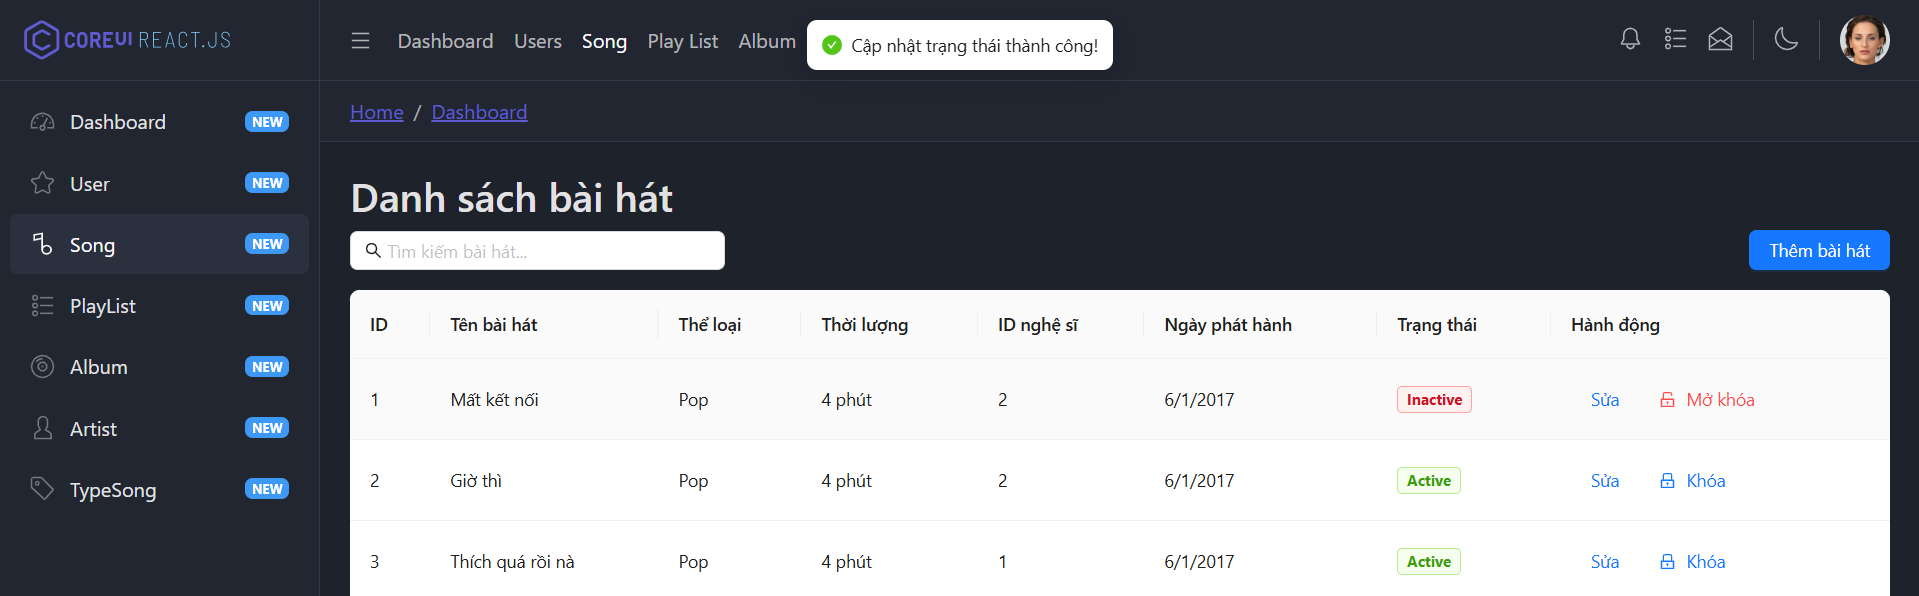 COREUI REACT.JS
Dashboard Users Song Play List Album
Cập nhật trạng thái thành công!
Dashboard NEW
User NEW
Song NEW
PlayList NEW
Album NEW
Artist NEW
TypeSong NEW
Home / Dashboard
Danh sách bài hát
Tìm kiếm bài hát...
Thêm bài hát
ID Tên bài hát Thể loại Thời lượng ID nghệ sĩ Ngày phát hành Trạng thái Hành động
1 Mất kết nối Pop 4 phút 2 6/1/2017 Inactive Sửa Mở khóa
2 Giờ thì Pop 4 phút 2 6/1/2017 Active Sửa Khóa
3 Thích quá rồi nà Pop 4 phút 1 6/1/2017 Active Sửa Khóa